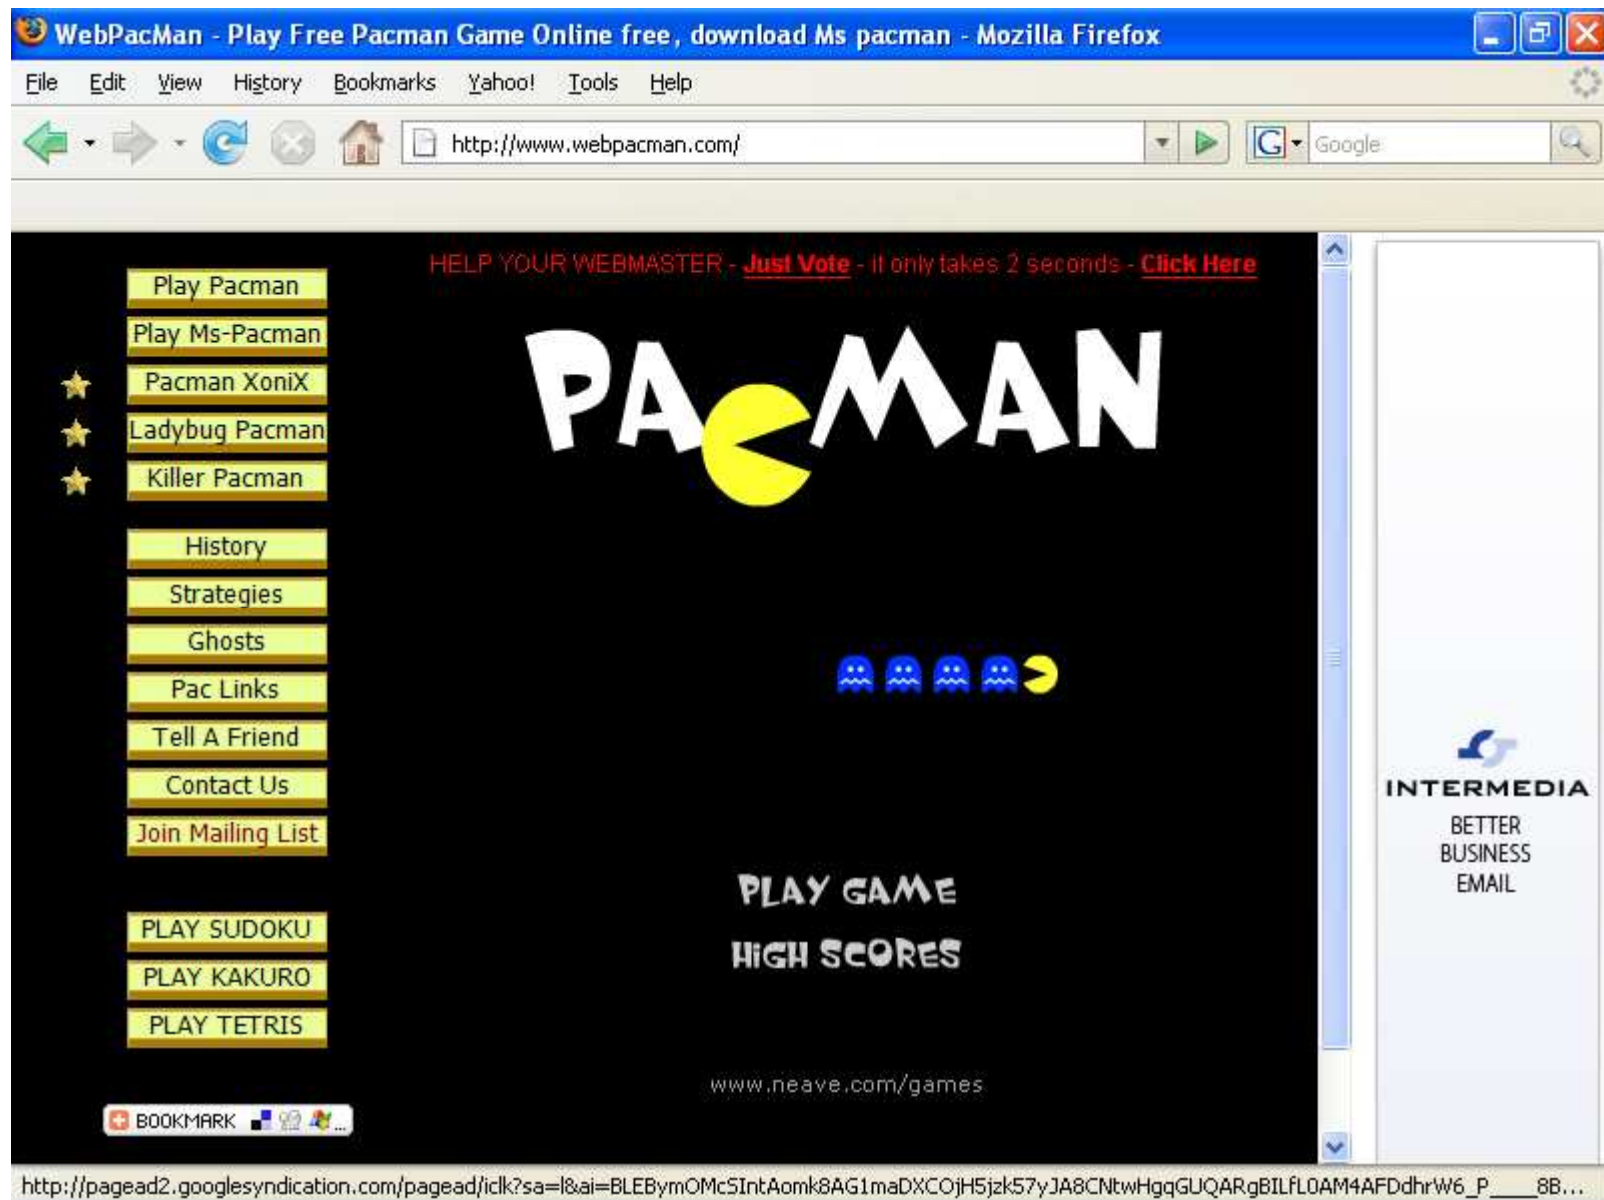 WebPacMan - Play Free Pacman Game Online free, download Ms pacman - Mozilla Firefox
File Edit View History Bookmarks Yahoo! Tools Help
http://www.webpacman.com/
G Google
HELP YOUR WEBMASTER - Just Vote - it only takes 2 seconds - Click Here
Play Pacman
Play Ms-Pacman
Pacman XoniX
Ladybug Pacman
Killer Pacman
History
Strategies
Ghosts
Pac Links
Tell A Friend
Contact Us
Join Mailing List
PLAY SUDOKU
PLAY KAKURO
PLAY TETRIS
BOOKMARK ...
PACMAN
PLAY GAME
HiGH SCORES
www.neave.com/games
INTERMEDIA
BETTER
BUSINESS
EMAIL
http://pagead2.googlesyndication.com/pagead/iclk?sa=l&ai=BLEBymOMcSIntAomk8AG1maDXCOjH5jzk57yJA8CNtwHgqGUQARgBILfL0AM4AFDdhrW6_P____8B...